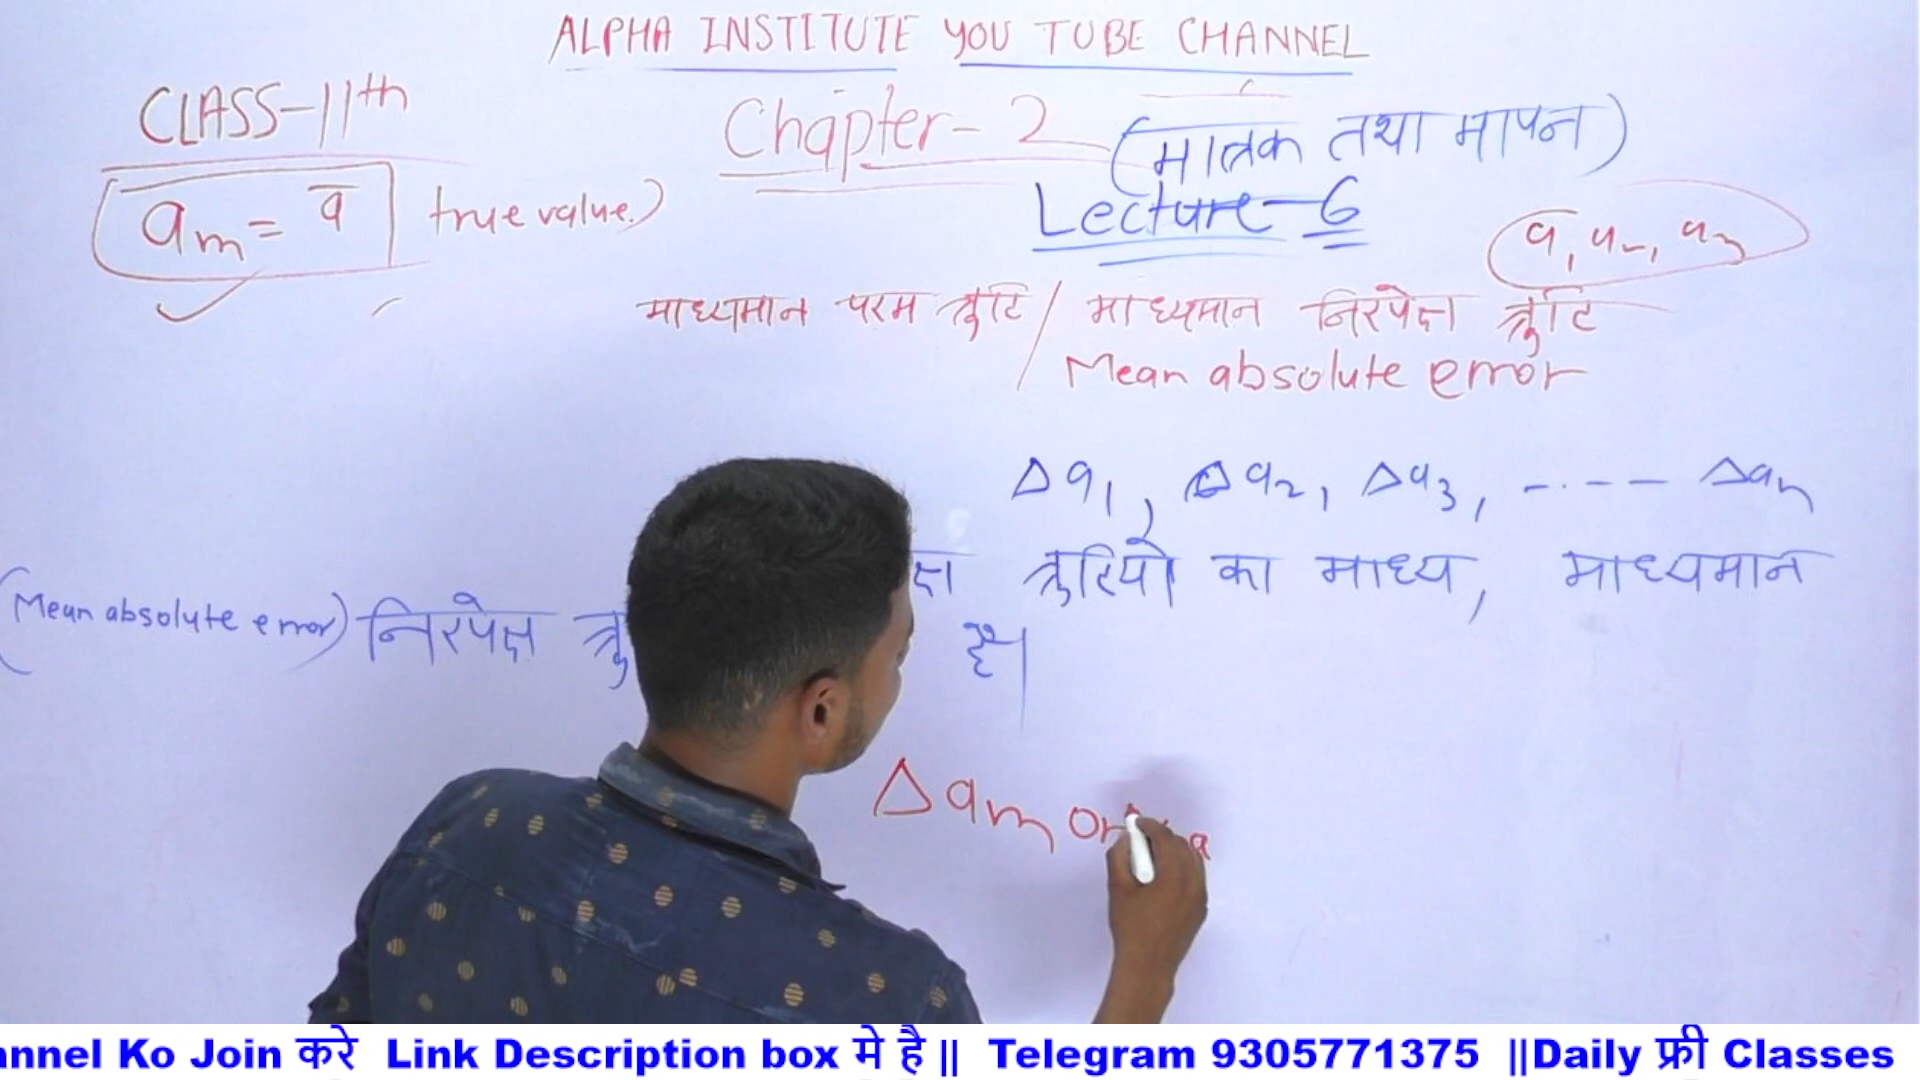 ALPHA INSTITUTE YOU TUBE CHANNEL
CLASS-11th
Chapter-2 (मात्रक तथा मापन)
Lecture-6
am = a̅ true value.)
a1
माध्यमान परम त्रुटि / माध्यमान निरपेक्ष त्रुटि
Mean absolute error
Δa1, Δa2, Δa3, ------ Δan
त्रुटियो का माध्य, माध्यमान
(Mean absolute error) निरपेक्ष है।
Δam or
nnel Ko Join करे Link Description box मे है || Telegram 9305771375 ||Daily फ्री Classes